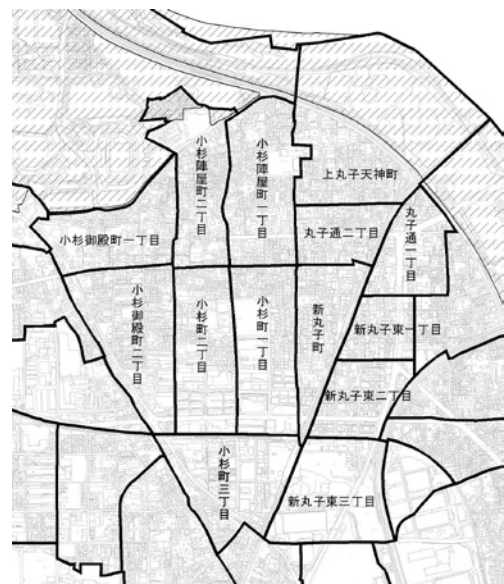 小杉陣屋町二丁目
小杉陣屋町一丁目
上丸子天神町
小杉御殿町一丁目
丸子通二丁目
丸子通一丁目
小杉御殿町二丁目
小杉町二丁目
小杉町一丁目
新丸子町
新丸子東一丁目
新丸子東二丁目
小杉町三丁目
新丸子東三丁目